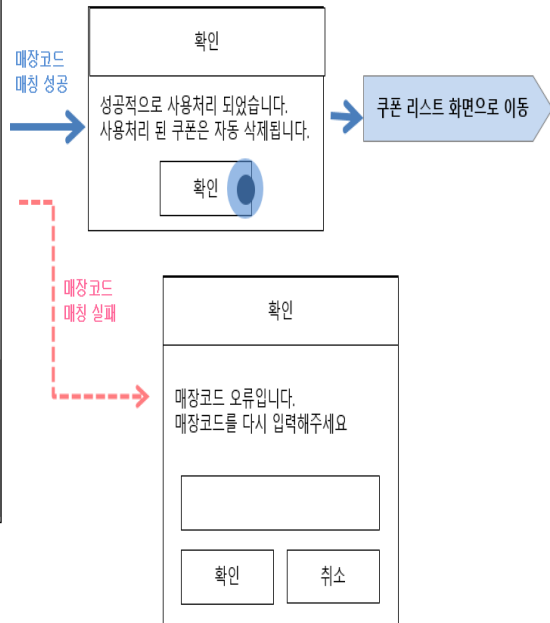 매장코드
매칭 성공
확인
성공적으로 사용처리 되었습니다.
사용처리 된 쿠폰은 자동 삭제됩니다.
확인
쿠폰 리스트 화면으로 이동
매장코드
매칭 실패
확인
매장코드 오류입니다.
매장코드를 다시 입력해주세요
확인
취소